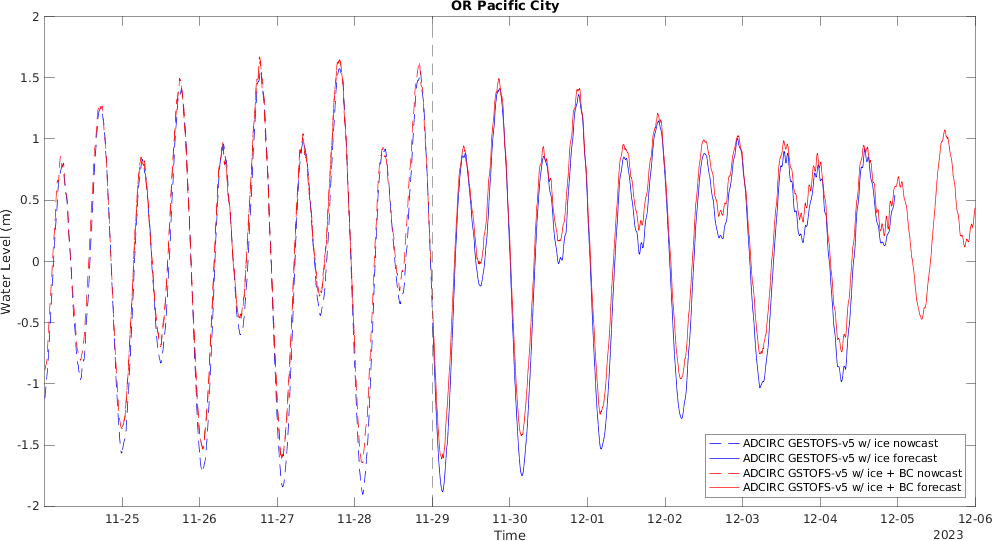 OR Pacific City
2
1.5
1
0.5
0
-0.5
-1
-1.5
-2
Water Level (m)
11-25 11-26 11-27 11-28 11-29 11-30 12-01 12-02 12-03 12-04 12-05 12-06
Time
2023
ADCIRC GESTOFS-v5 w/ ice nowcast
ADCIRC GESTOFS-v5 w/ ice forecast
ADCIRC GSTOFS-v5 w/ ice + BC nowcast
ADCIRC GSTOFS-v5 w/ ice + BC forecast